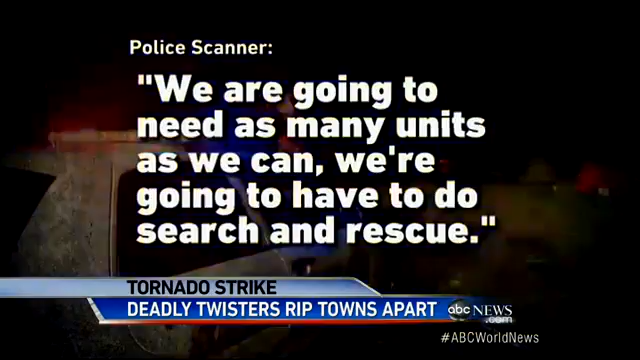 Police Scanner:
"We are going to
need as many units
as we can, we're
going to have to do
search and rescue."
TORNADO STRIKE
DEADLY TWISTERS RIP TOWNS APART
abc NEWS
.com
#ABCWorldNews